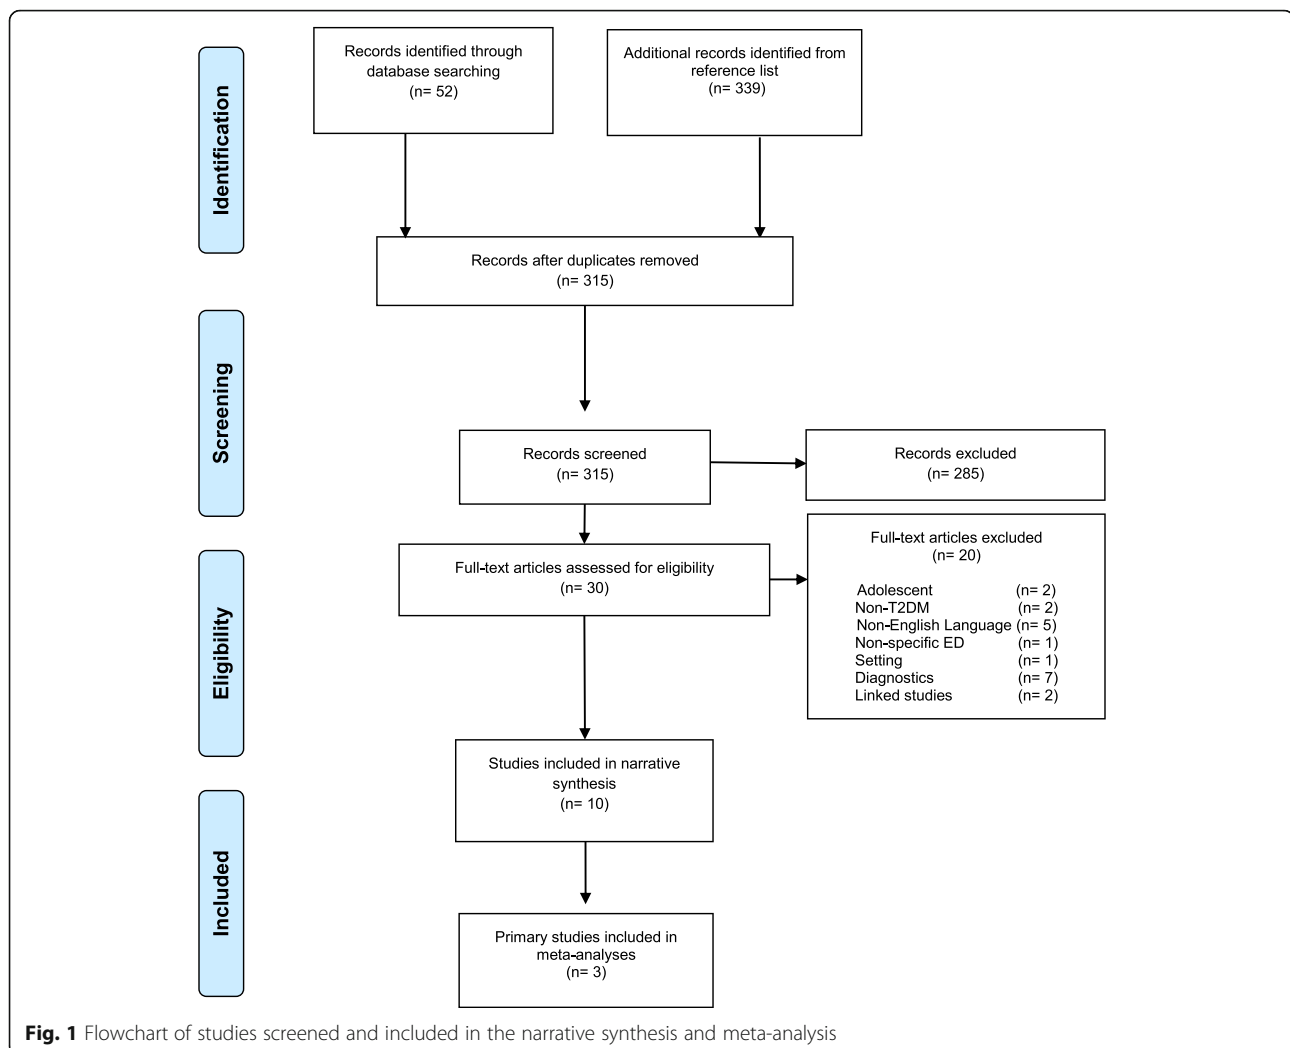 Identification
Records identified through
database searching
(n= 52)
Additional records identified from
reference list
(n= 339)
Records after duplicates removed
(n= 315)
Screening
Records screened
(n= 315)
Records excluded
(n= 285)
Eligibility
Full-text articles assessed for eligibility
(n= 30)
Full-text articles excluded
(n= 20)
Adolescent (n= 2)
Non-T2DM (n= 2)
Non-English Language (n= 5)
Non-specific ED (n= 1)
Setting (n= 1)
Diagnostics (n= 7)
Linked studies (n= 2)
Studies included in narrative
synthesis
(n= 10)
Included
Primary studies included in
meta-analyses
(n= 3)
Fig. 1 Flowchart of studies screened and included in the narrative synthesis and meta-analysis